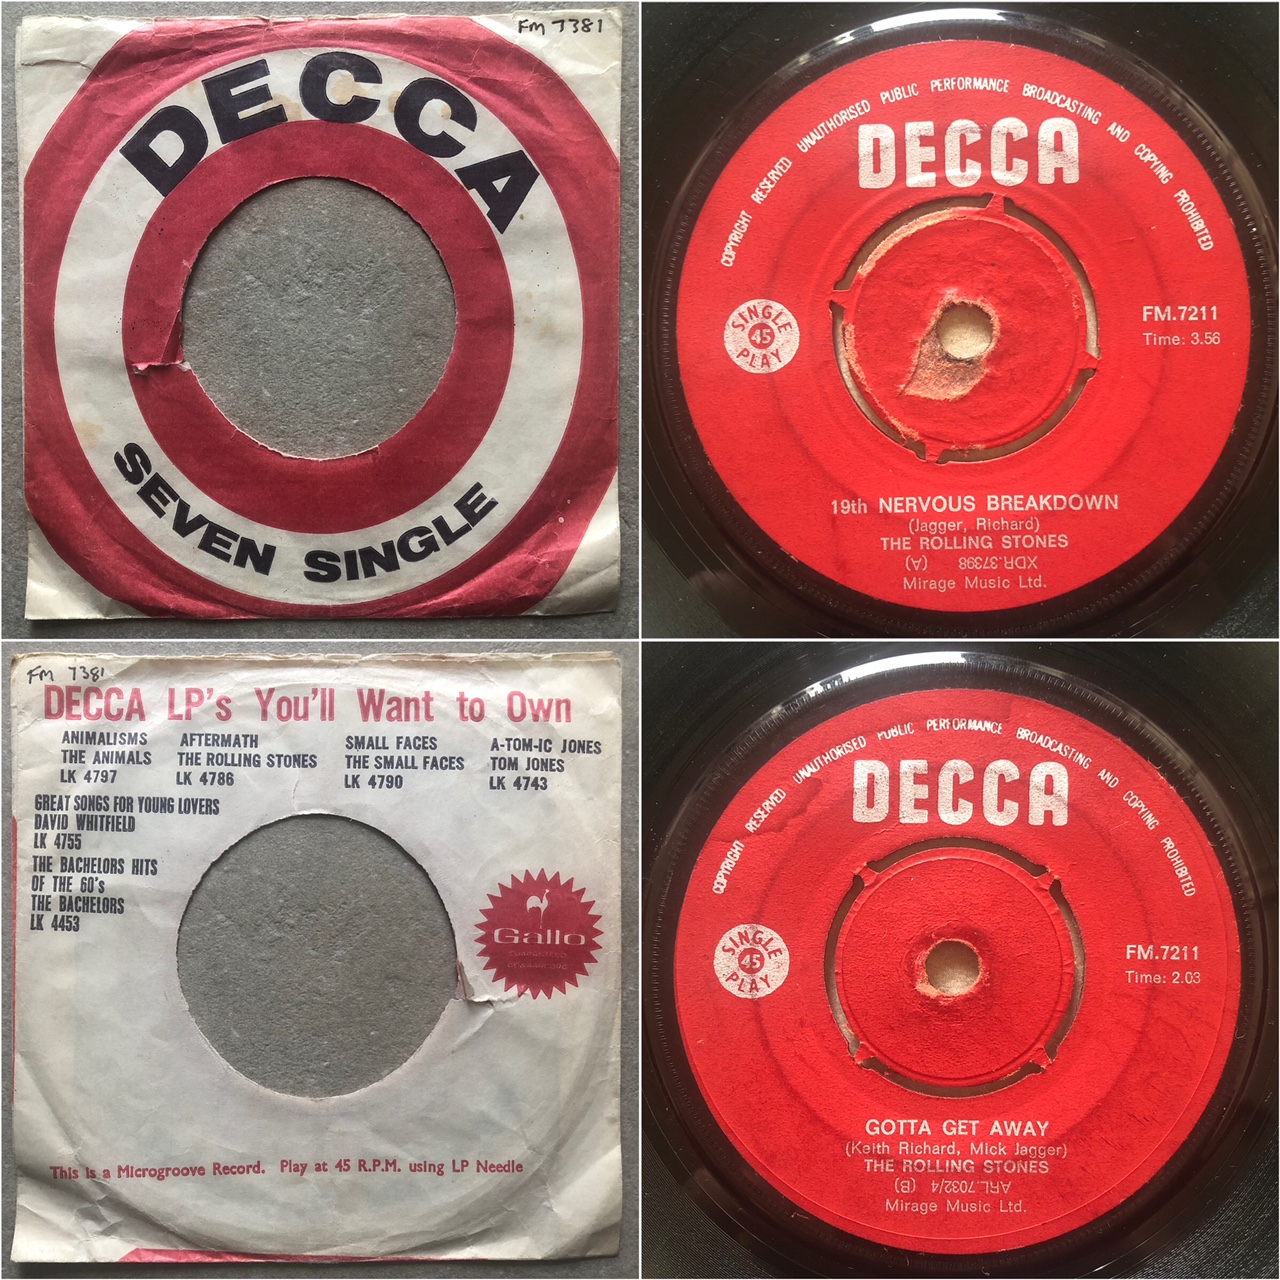 FM 7381
DECCA
SEVEN SINGLE
COPYRIGHT RESERVED UNAUTHORISED PUBLIC PERFORMANCE BROADCASTING AND COPYING PROHIBITED
DECCA
SINGLE
45
PLAY
FM.7211
Time: 3.56
19th NERVOUS BREAKDOWN
(Jagger, Richard)
THE ROLLING STONES
XDR.37398 (A)
Mirage Music Ltd.
FM 7381
DECCA LP's You'll Want to Own
ANIMALISMS
THE ANIMALS
LK 4797
AFTERMATH
THE ROLLING STONES
LK 4786
SMALL FACES
THE SMALL FACES
LK 4790
A-TOM-IC JONES
TOM JONES
LK 4743
GREAT SONGS FOR YOUNG LOVERS
DAVID WHITFIELD
LK 4755
THE BACHELORS HITS
OF THE 60's
THE BACHELORS
LK 4453
Gallo
This is a Microgroove Record. Play at 45 R.P.M. using LP Needle
COPYRIGHT RESERVED UNAUTHORISED PUBLIC PERFORMANCE BROADCASTING AND COPYING PROHIBITED
DECCA
SINGLE
45
PLAY
FM.7211
Time: 2.03
GOTTA GET AWAY
(Keith Richard, Mick Jagger)
THE ROLLING STONES
ARL.7032/4 (B)
Mirage Music Ltd.